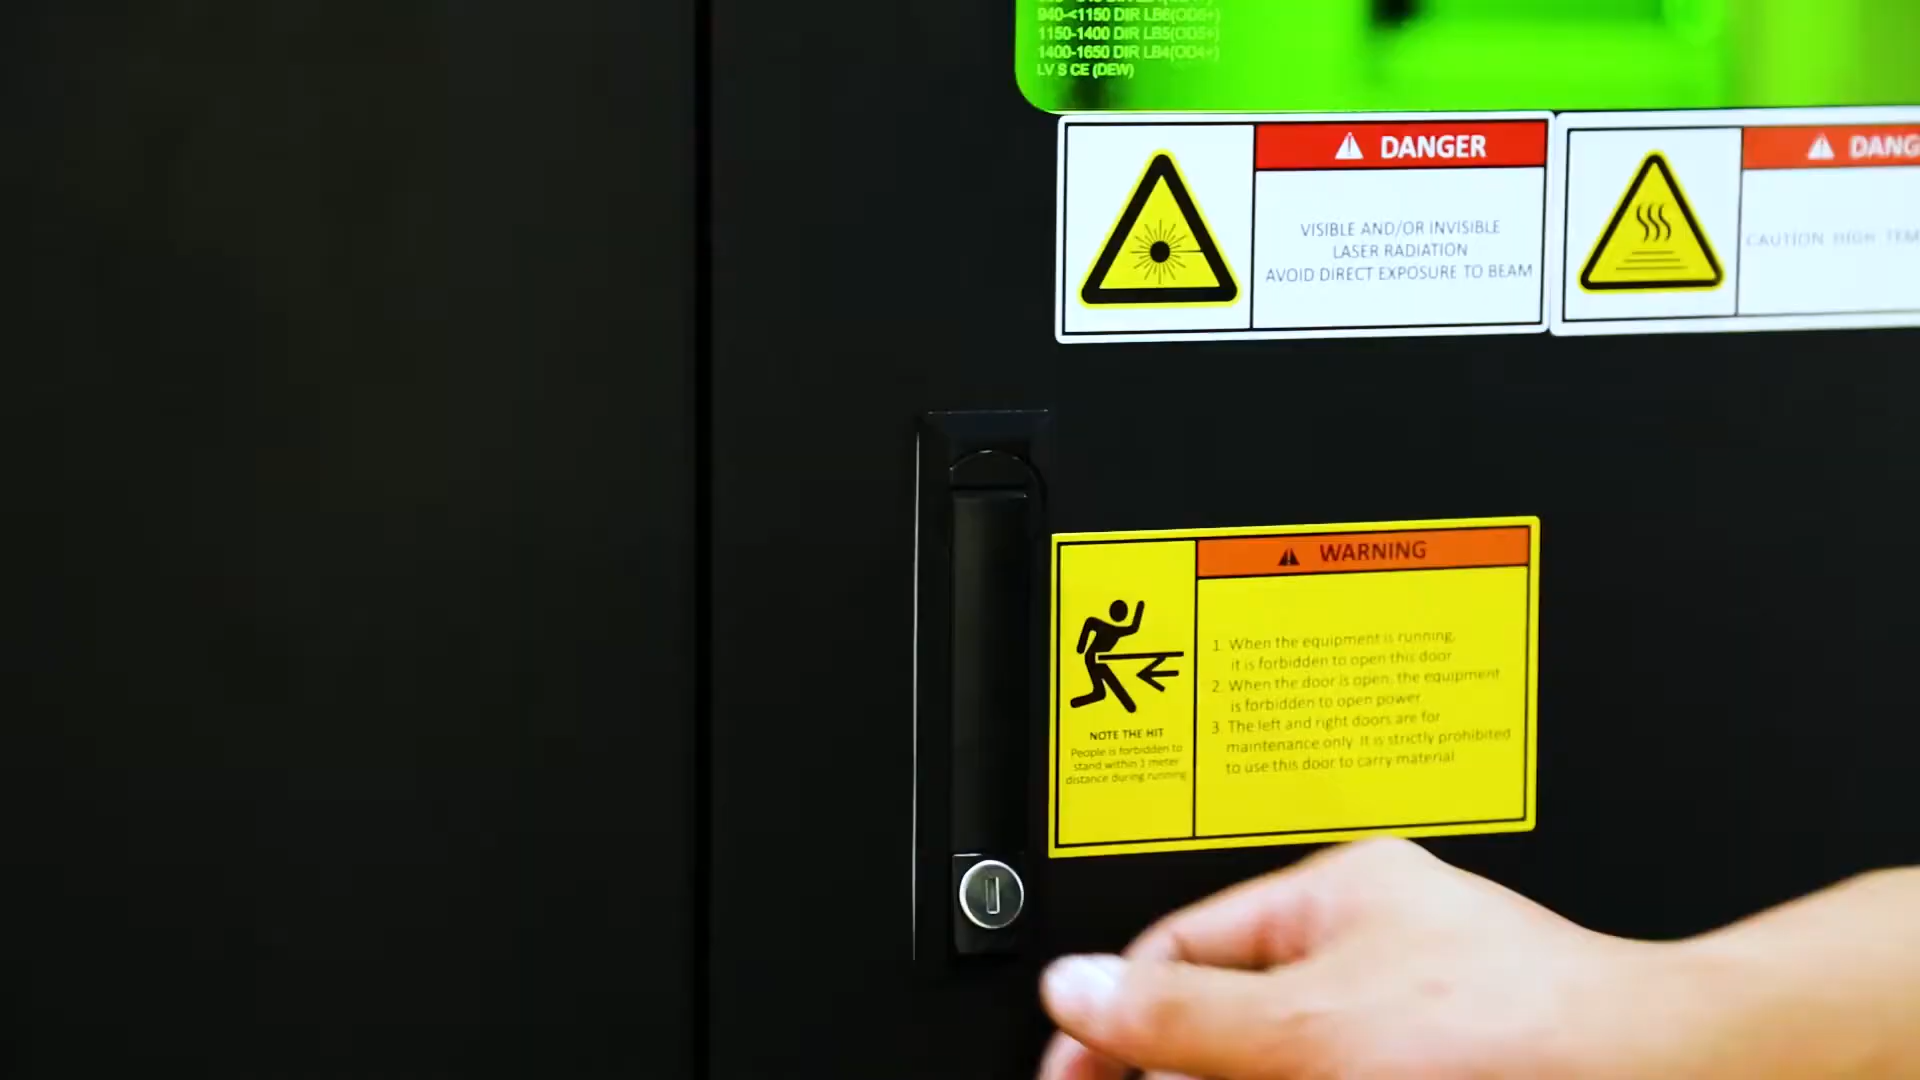 940-<1150 DIR LB6(OD6+)
1150-1400 DIR LB5(OD5+)
1400-1650 DIR LB4(OD4+)
LV S CE (DEW)
DANGER
VISIBLE AND/OR INVISIBLE
LASER RADIATION
AVOID DIRECT EXPOSURE TO BEAM
DANG
CAUTION HIGH TEM
WARNING
1. When the equipment is running,
it is forbidden to open this door
2. When the door is open, the equipment
is forbidden to open power
3. The left and right doors are for
maintenance only. It is strictly prohibited
to use this door to carry material
NOTE THE HIT
People is forbidden to
stand within 1 meter
distance during running